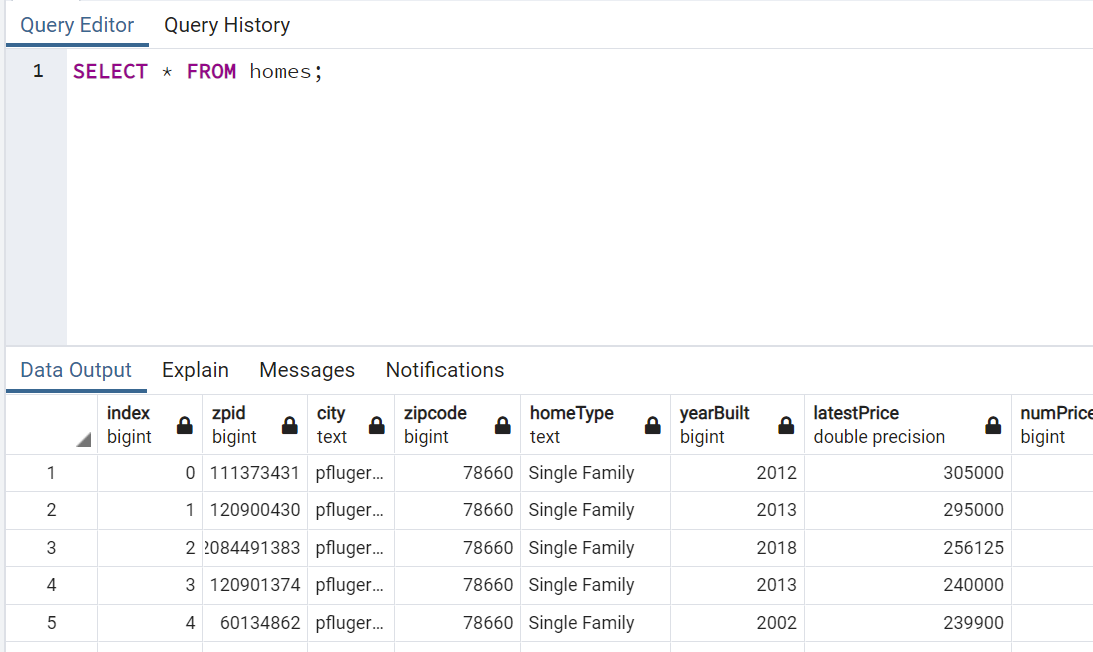 Query Editor Query History
1 SELECT * FROM homes;
Data Output Explain Messages Notifications
index zpid city zipcode homeType yearBuilt latestPrice numPrice
bigint bigint text bigint text bigint double precision bigint
1 0 111373431 pfluger... 78660 Single Family 2012 305000
2 1 120900430 pfluger... 78660 Single Family 2013 295000
3 2 2084491383 pfluger... 78660 Single Family 2018 256125
4 3 120901374 pfluger... 78660 Single Family 2013 240000
5 4 60134862 pfluger... 78660 Single Family 2002 239900